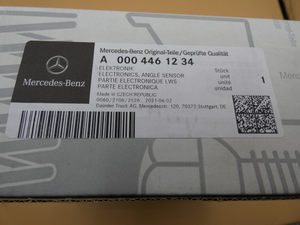 Mercedes-Benz
Mercedes-Benz Original-Teile/Geprüfte Qualität
A 000 446 12 34
ELEKTRONIK
ELECTRONICS, ANGLE SENSOR
PARTIE ELECTRONIQUE LWS
PARTE ELECTRONICA
Stück
unit
unité
unidad
1
Made in CZECH REPUBLIC
Daimler Truck AG, Mercedesstr. 120, 70372 Stuttgart, DE